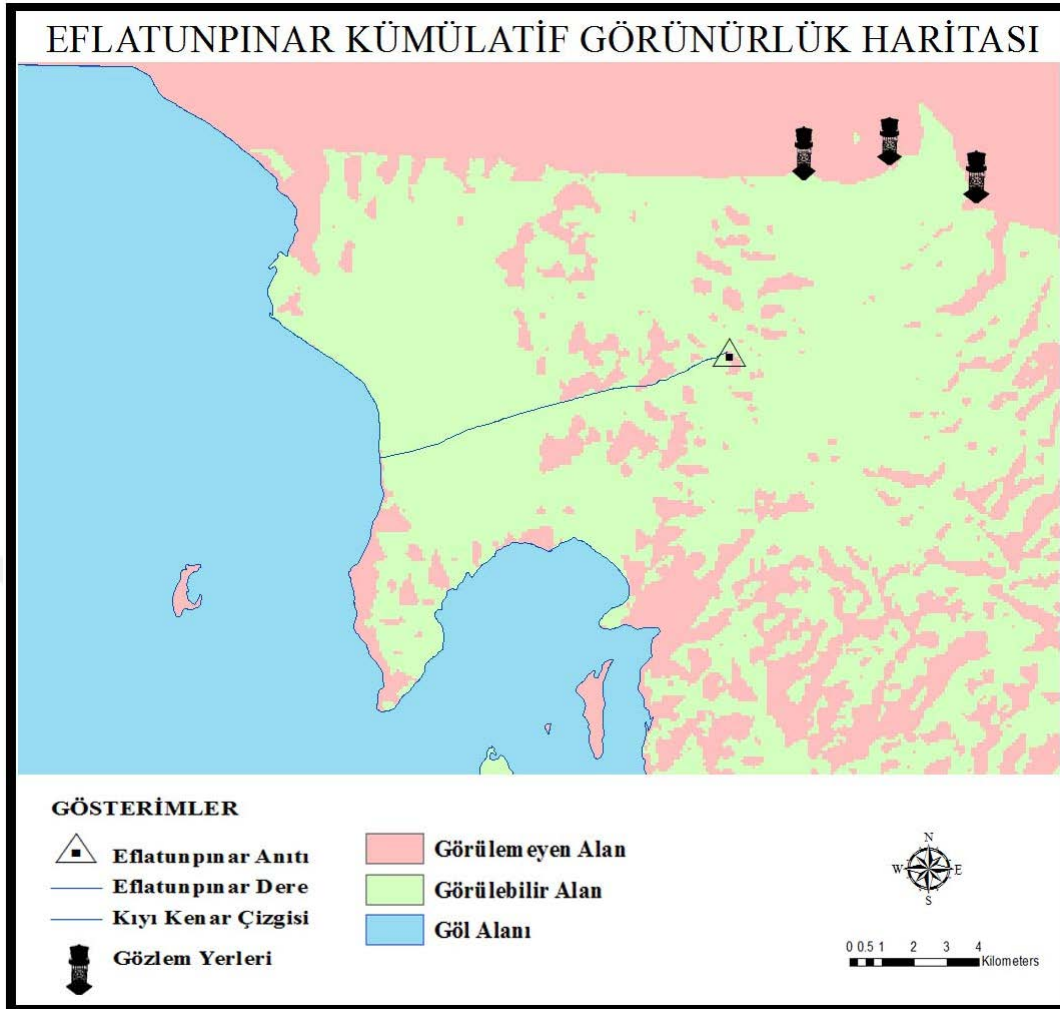 EFLATUNPINAR KÜMÜLATİF GÖRÜNÜRLÜK HARİTASI
GÖSTERİMLER
Eflatunpınar Anıtı
Eflatunpınar Dere
Kıyı Kenar Çizgisi
Gözlem Yerleri
Görülemeyen Alan
Görülebilir Alan
Göl Alanı
N
W E
S
0 0.5 1 2 3 4
Kilometers